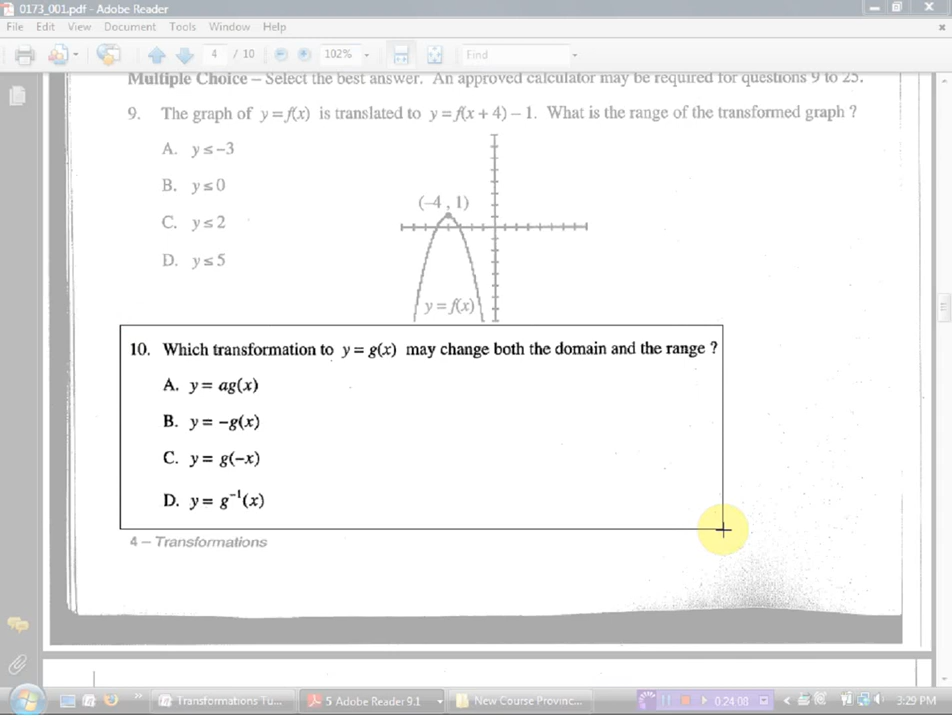 0173_001.pdf - Adobe Reader
File Edit View Document Tools Window Help
4 / 10 102% Find
Multiple Choice – Select the best answer. An approved calculator may be required for questions 9 to 25.
9. The graph of y = f(x) is translated to y = f(x + 4) – 1. What is the range of the transformed graph ?
A. y ≤ –3
B. y ≤ 0
C. y ≤ 2
D. y ≤ 5
(–4 , 1)
y = f(x)
10. Which transformation to y = g(x) may change both the domain and the range ?
A. y = ag(x)
B. y = –g(x)
C. y = g(–x)
D. y = g⁻¹(x)
4 – Transformations
Transformations Tu... 5 Adobe Reader 9.1 New Course Provinc... 0:24:08 3:29 PM